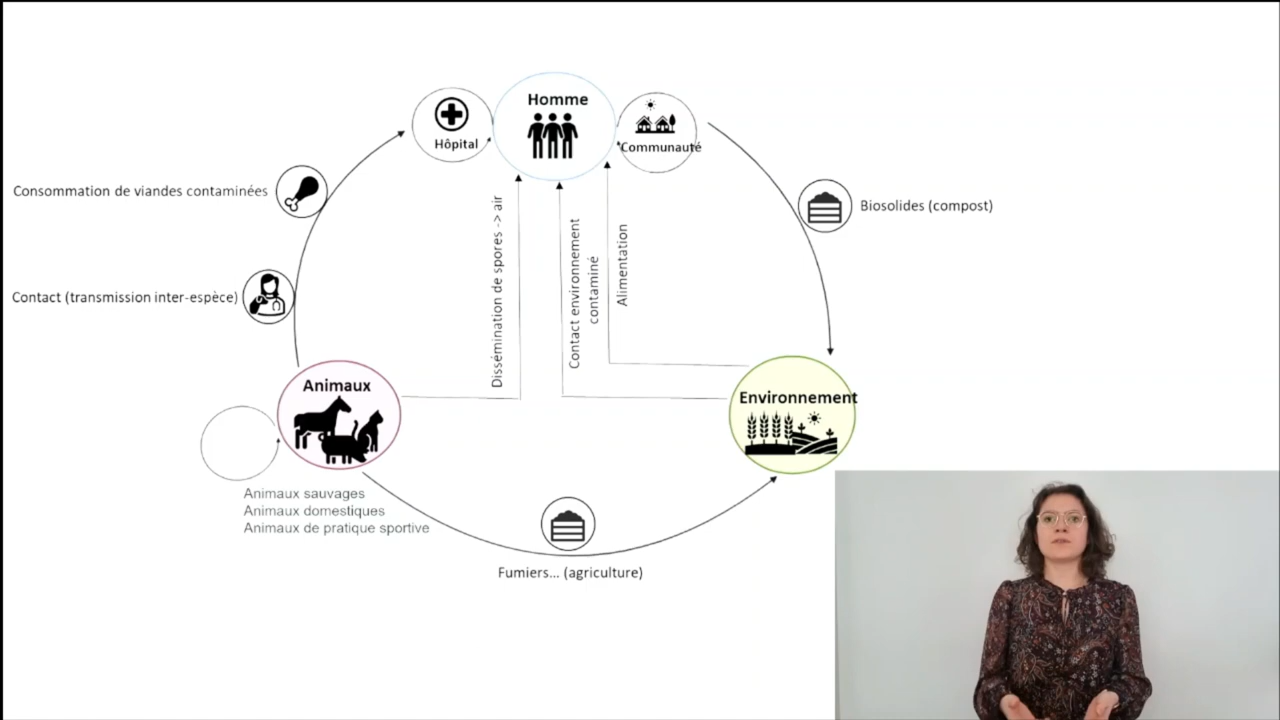 Homme
Hôpital
Communauté
Consommation de viandes contaminées
Biosolides (compost)
Contact (transmission inter-espèce)
Dissémination de spores -> air
Contact environnement
contaminé
Alimentation
Animaux
Environnement
Animaux sauvages
Animaux domestiques
Animaux de pratique sportive
Fumiers... (agriculture)